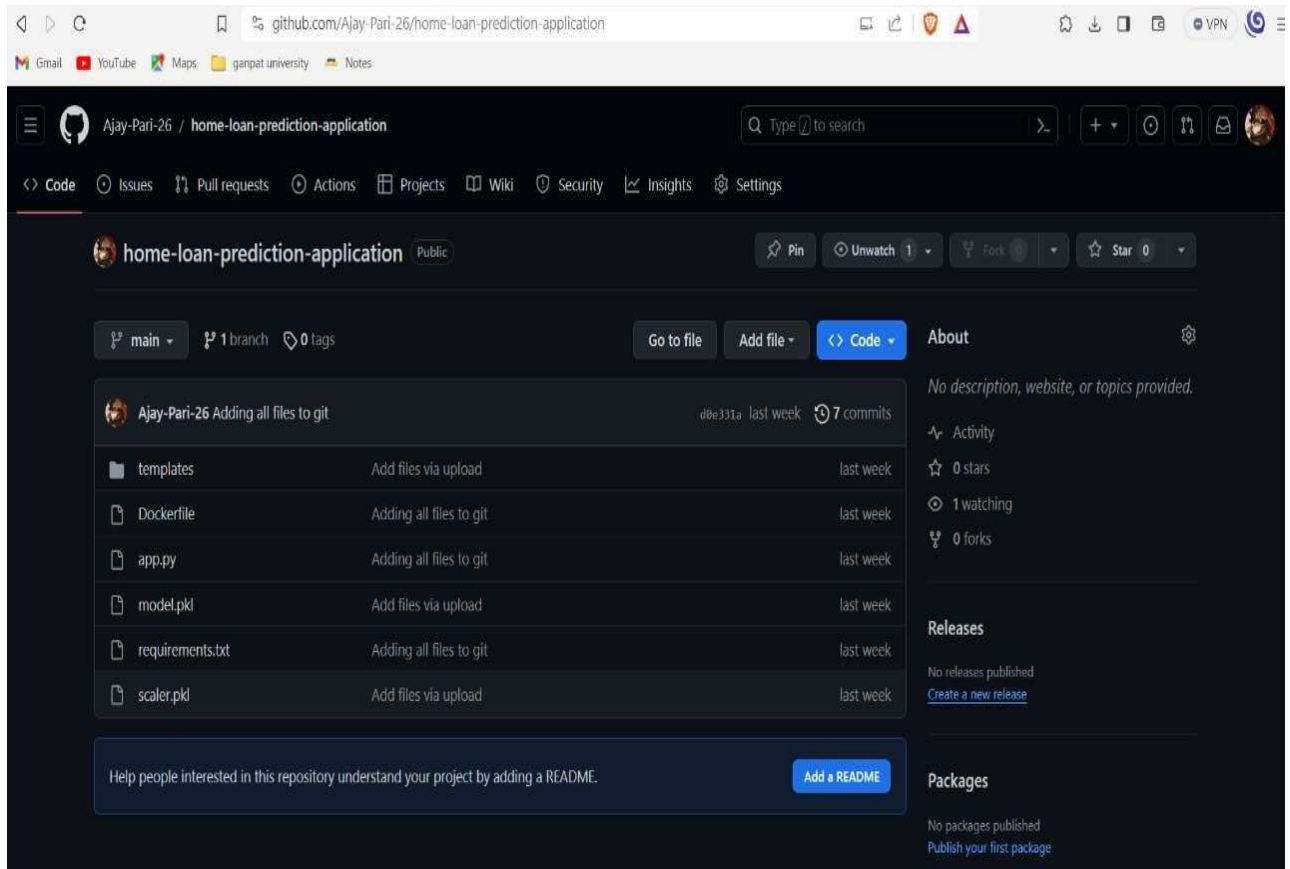 github.com/Ajay-Pari-26/home-loan-prediction-application VPN
Gmail YouTube Maps ganpat university Notes
Ajay-Pari-26 / home-loan-prediction-application Type / to search
Code Issues Pull requests Actions Projects Wiki Security Insights Settings
home-loan-prediction-application Public Pin Unwatch 1 Fork 0 Star 0
main 1 branch 0 tags Go to file Add file Code
Ajay-Pari-26 Adding all files to git d0e331a last week 7 commits
templates Add files via upload last week
Dockerfile Adding all files to git last week
app.py Adding all files to git last week
model.pkl Add files via upload last week
requirements.txt Adding all files to git last week
scaler.pkl Add files via upload last week
Help people interested in this repository understand your project by adding a README. Add a README
About
No description, website, or topics provided.
Activity
0 stars
1 watching
0 forks
Releases
No releases published
Create a new release
Packages
No packages published
Publish your first package